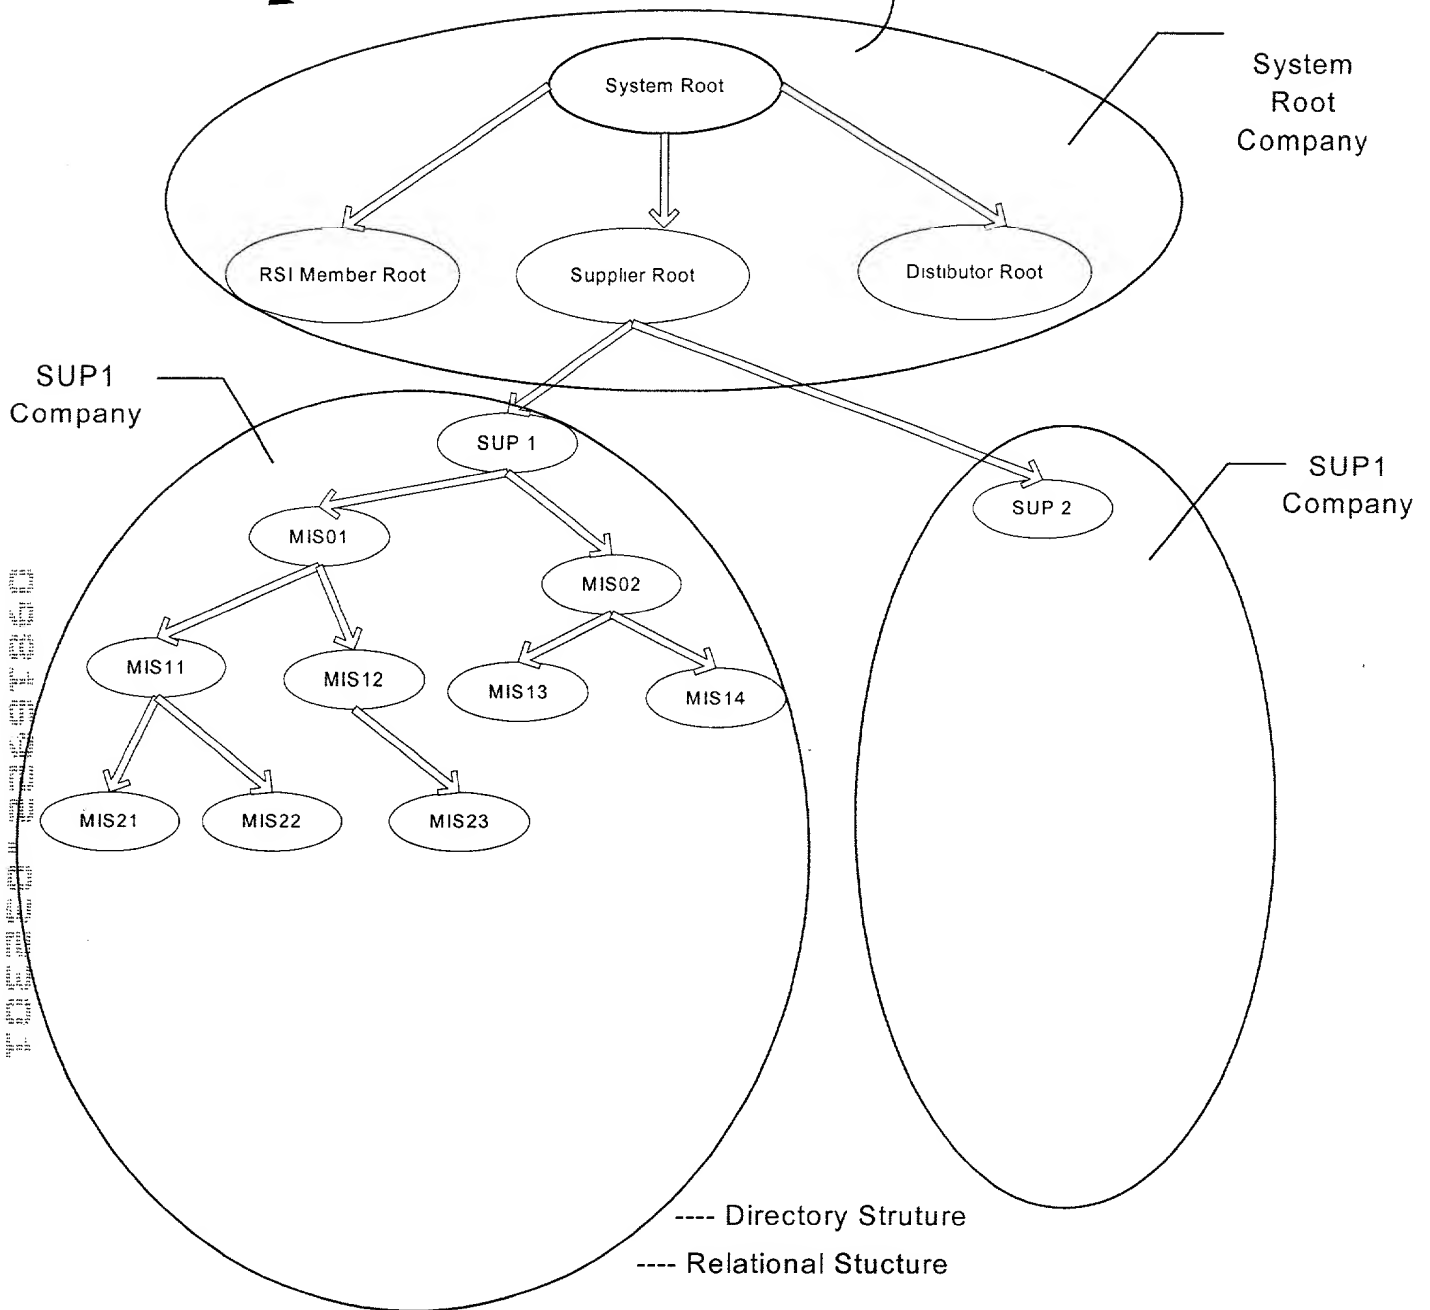 System Root
System
Root
Company
RSI Member Root
Supplier Root
Distibutor Root
SUP1
Company
SUP 1
SUP1
Company
SUP 2
MIS01
MIS02
MIS11
MIS12
MIS13
MIS14
MIS21
MIS22
MIS23
---- Directory Struture
---- Relational Stucture